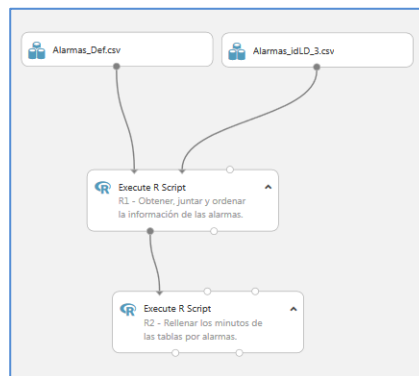 Alarmas_Def.csv
Alarmas_idLD_3.csv
Execute R Script
R1 - Obtener, juntar y ordenar
la información de las alarmas.
Execute R Script
R2 - Rellenar los minutos de
las tablas por alarmas.